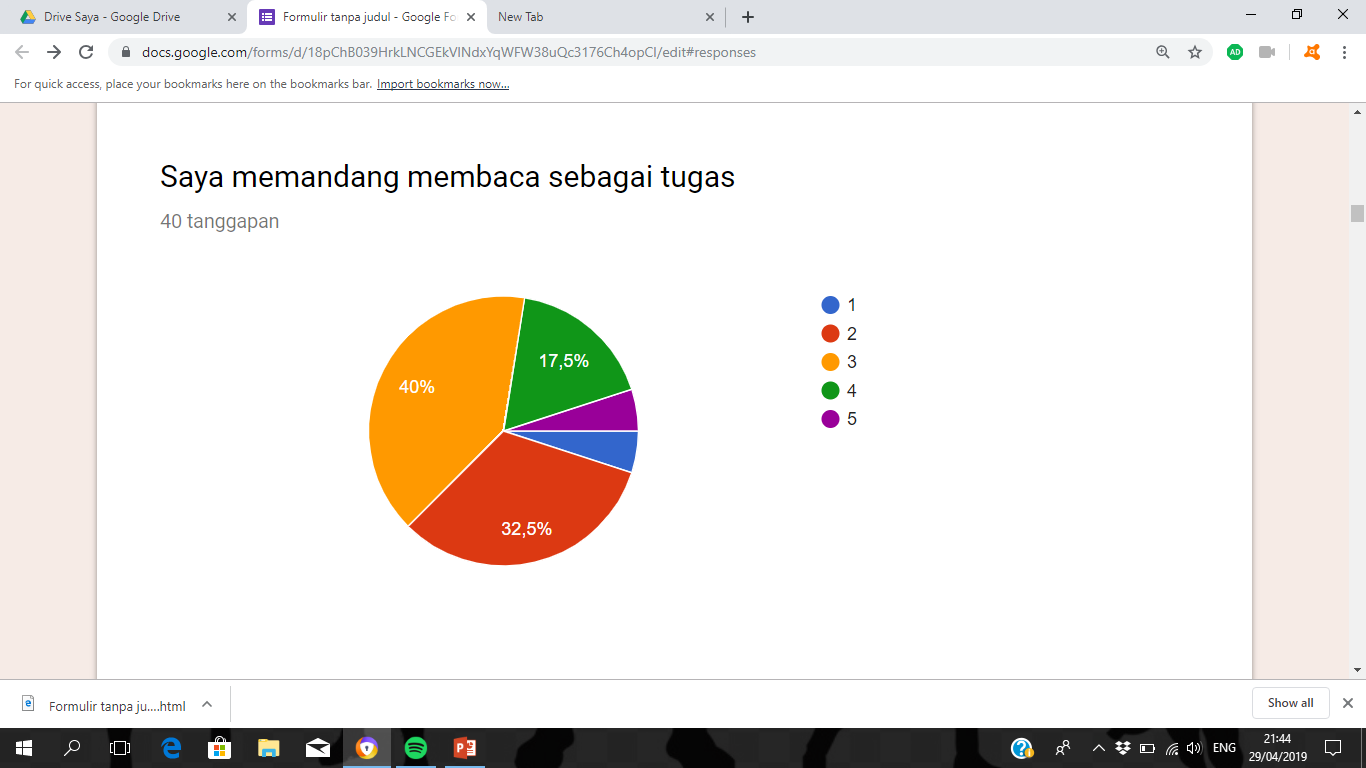 Drive Saya - Google Drive
Formulir tanpa judul - Google Fo
New Tab
docs.google.com/forms/d/18pChB039HrkLNCGEkVINdxYqWFW38uQc3176Ch4opCI/edit#responses
AD
For quick access, place your bookmarks here on the bookmarks bar. Import bookmarks now...
Saya memandang membaca sebagai tugas
40 tanggapan
1
2
3
4
5
17,5%
40%
32,5%
Formulir tanpa ju....html
Show all
ENG
21:44
29/04/2019